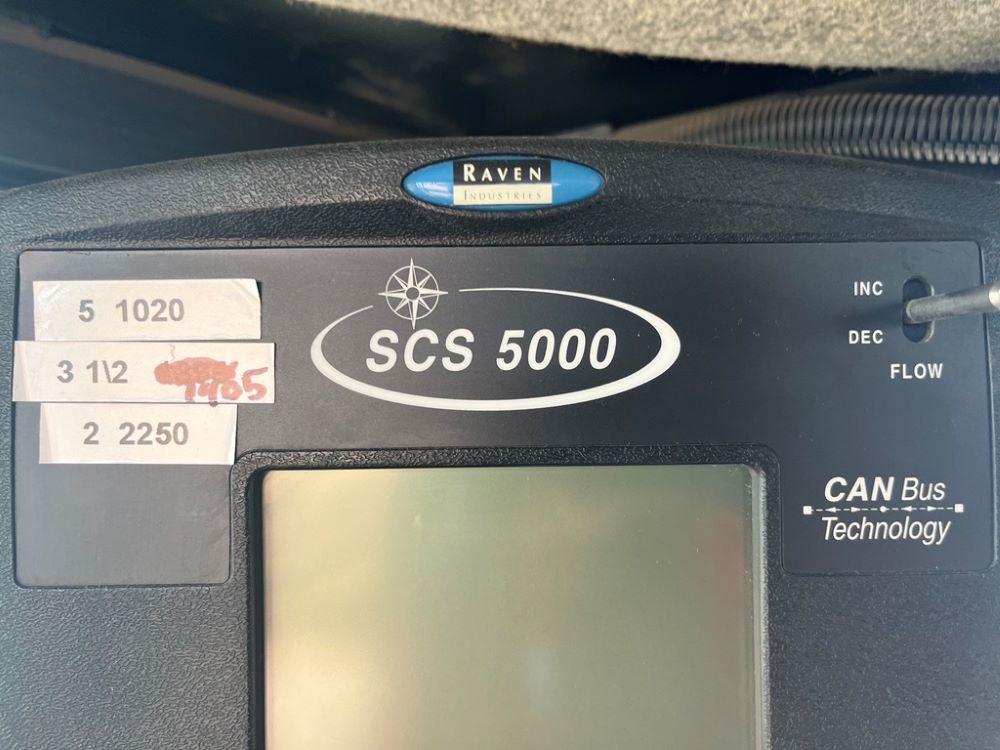 RAVEN
INDUSTRIES
5 1020
3 1\2 1905
2 2250
SCS 5000
INC
DEC
FLOW
CAN Bus
Technology